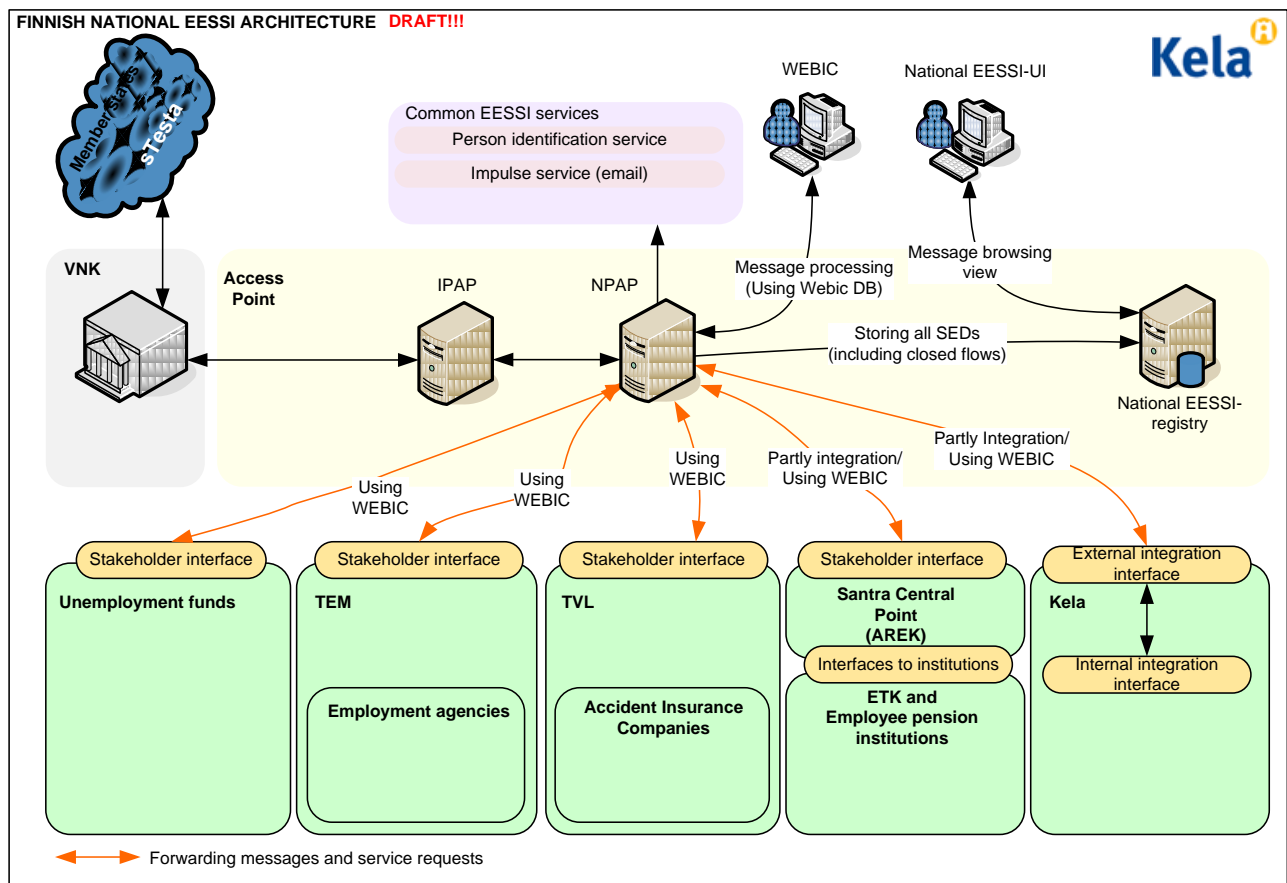 FINNISH NATIONAL EESSI ARCHITECTURE DRAFT!!!
Kela
Member states
sTesta
WEBIC
National EESSI-UI
Common EESSI services
Person identification service
Impulse service (email)
VNK
Access
Point
IPAP
NPAP
Message processing
(Using Webic DB)
Message browsing
view
Storing all SEDs
(including closed flows)
National EESSI-
registry
Using
WEBIC
Using
WEBIC
Using
WEBIC
Partly integration/
Using WEBIC
Partly Integration/
Using WEBIC
Stakeholder interface
Unemployment funds
Stakeholder interface
TEM
Employment agencies
Stakeholder interface
TVL
Accident Insurance
Companies
Stakeholder interface
Santra Central
Point
(AREK)
Interfaces to institutions
ETK and
Employee pension
institutions
External integration
interface
Kela
Internal integration
interface
Forwarding messages and service requests